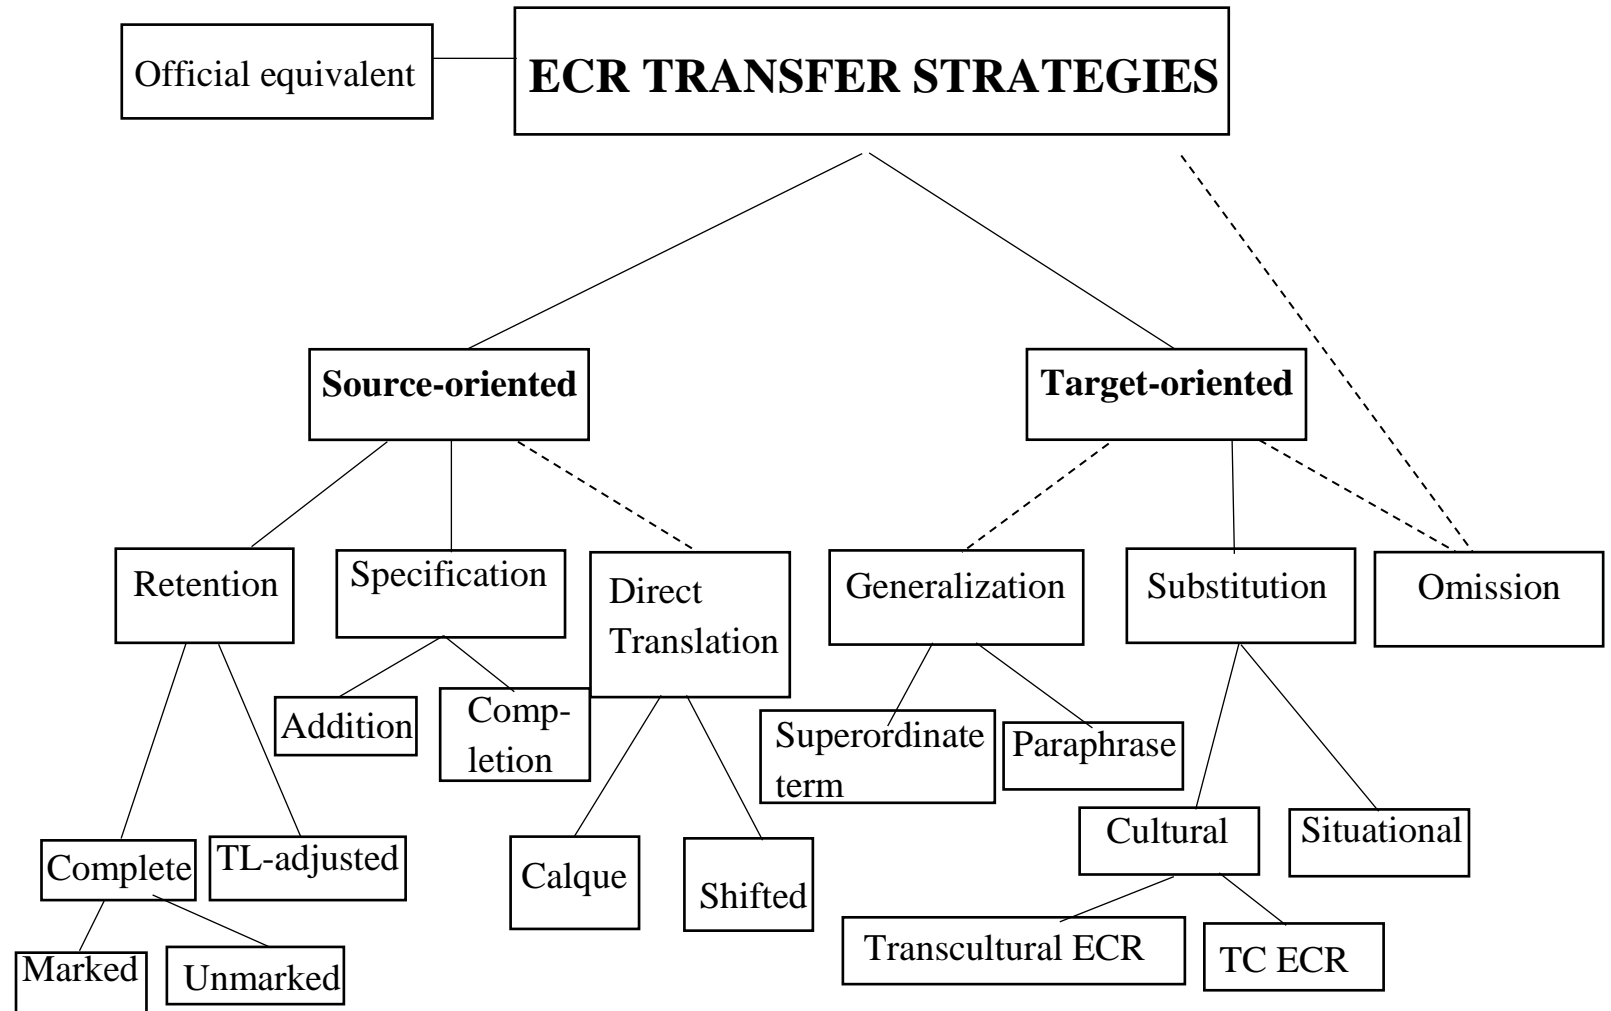 Official equivalent
ECR TRANSFER STRATEGIES
Source-oriented
Target-oriented
Retention
Specification
Direct
Translation
Generalization
Substitution
Omission
Addition
Comp-
letion
Superordinate
term
Paraphrase
Complete
TL-adjusted
Calque
Shifted
Cultural
Situational
Marked
Unmarked
Transcultural ECR
TC ECR